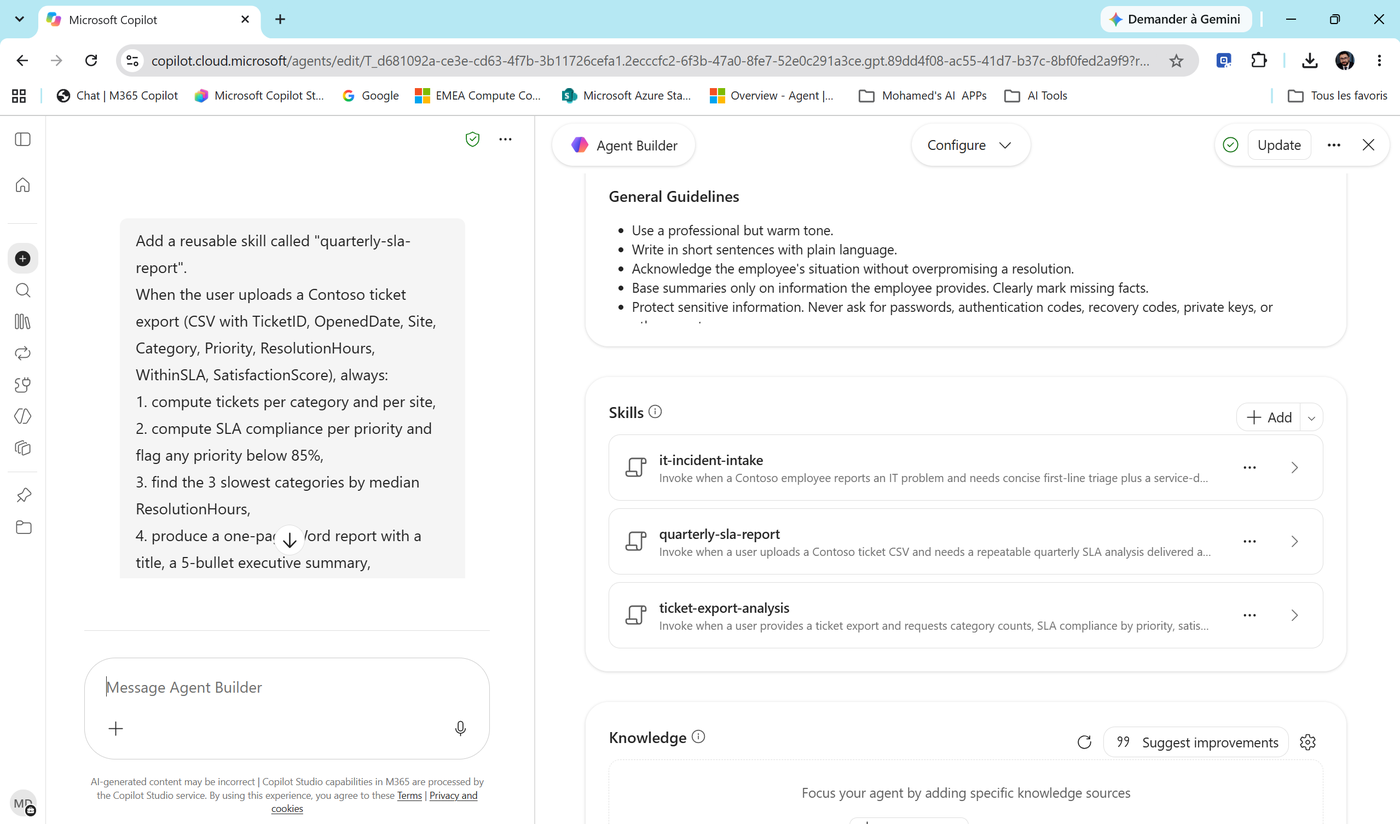 Microsoft Copilot
Demander à Gemini
copilot.cloud.microsoft/agents/edit/T_d681092a-ce3e-cd63-4f7b-3b11726cefa1.2ecccfc2-6f3b-47a0-8fe7-52e0c291a3ce.gpt.89dd4f08-ac55-41d7-b37c-8bf0fed2a9f9?r...
Chat | M365 Copilot
Microsoft Copilot St...
Google
EMEA Compute Co...
Microsoft Azure Sta...
Overview - Agent |...
Mohamed's AI APPs
AI Tools
Tous les favoris
Add a reusable skill called "quarterly-sla-
report".
When the user uploads a Contoso ticket
export (CSV with TicketID, OpenedDate, Site,
Category, Priority, ResolutionHours,
WithinSLA, SatisfactionScore), always:
1. compute tickets per category and per site,
2. compute SLA compliance per priority and
flag any priority below 85%,
3. find the 3 slowest categories by median
ResolutionHours,
4. produce a one-page Word report with a
title, a 5-bullet executive summary,
Message Agent Builder
AI-generated content may be incorrect | Copilot Studio capabilities in M365 are processed by
the Copilot Studio service. By using this experience, you agree to these Terms | Privacy and
cookies
MD
Agent Builder
Configure
Update
General Guidelines
• Use a professional but warm tone.
• Write in short sentences with plain language.
• Acknowledge the employee's situation without overpromising a resolution.
• Base summaries only on information the employee provides. Clearly mark missing facts.
• Protect sensitive information. Never ask for passwords, authentication codes, recovery codes, private keys, or
Skills
Add
it-incident-intake
Invoke when a Contoso employee reports an IT problem and needs concise first-line triage plus a service-d...
quarterly-sla-report
Invoke when a user uploads a Contoso ticket CSV and needs a repeatable quarterly SLA analysis delivered a...
ticket-export-analysis
Invoke when a user provides a ticket export and requests category counts, SLA compliance by priority, satis...
Knowledge
Suggest improvements
Focus your agent by adding specific knowledge sources